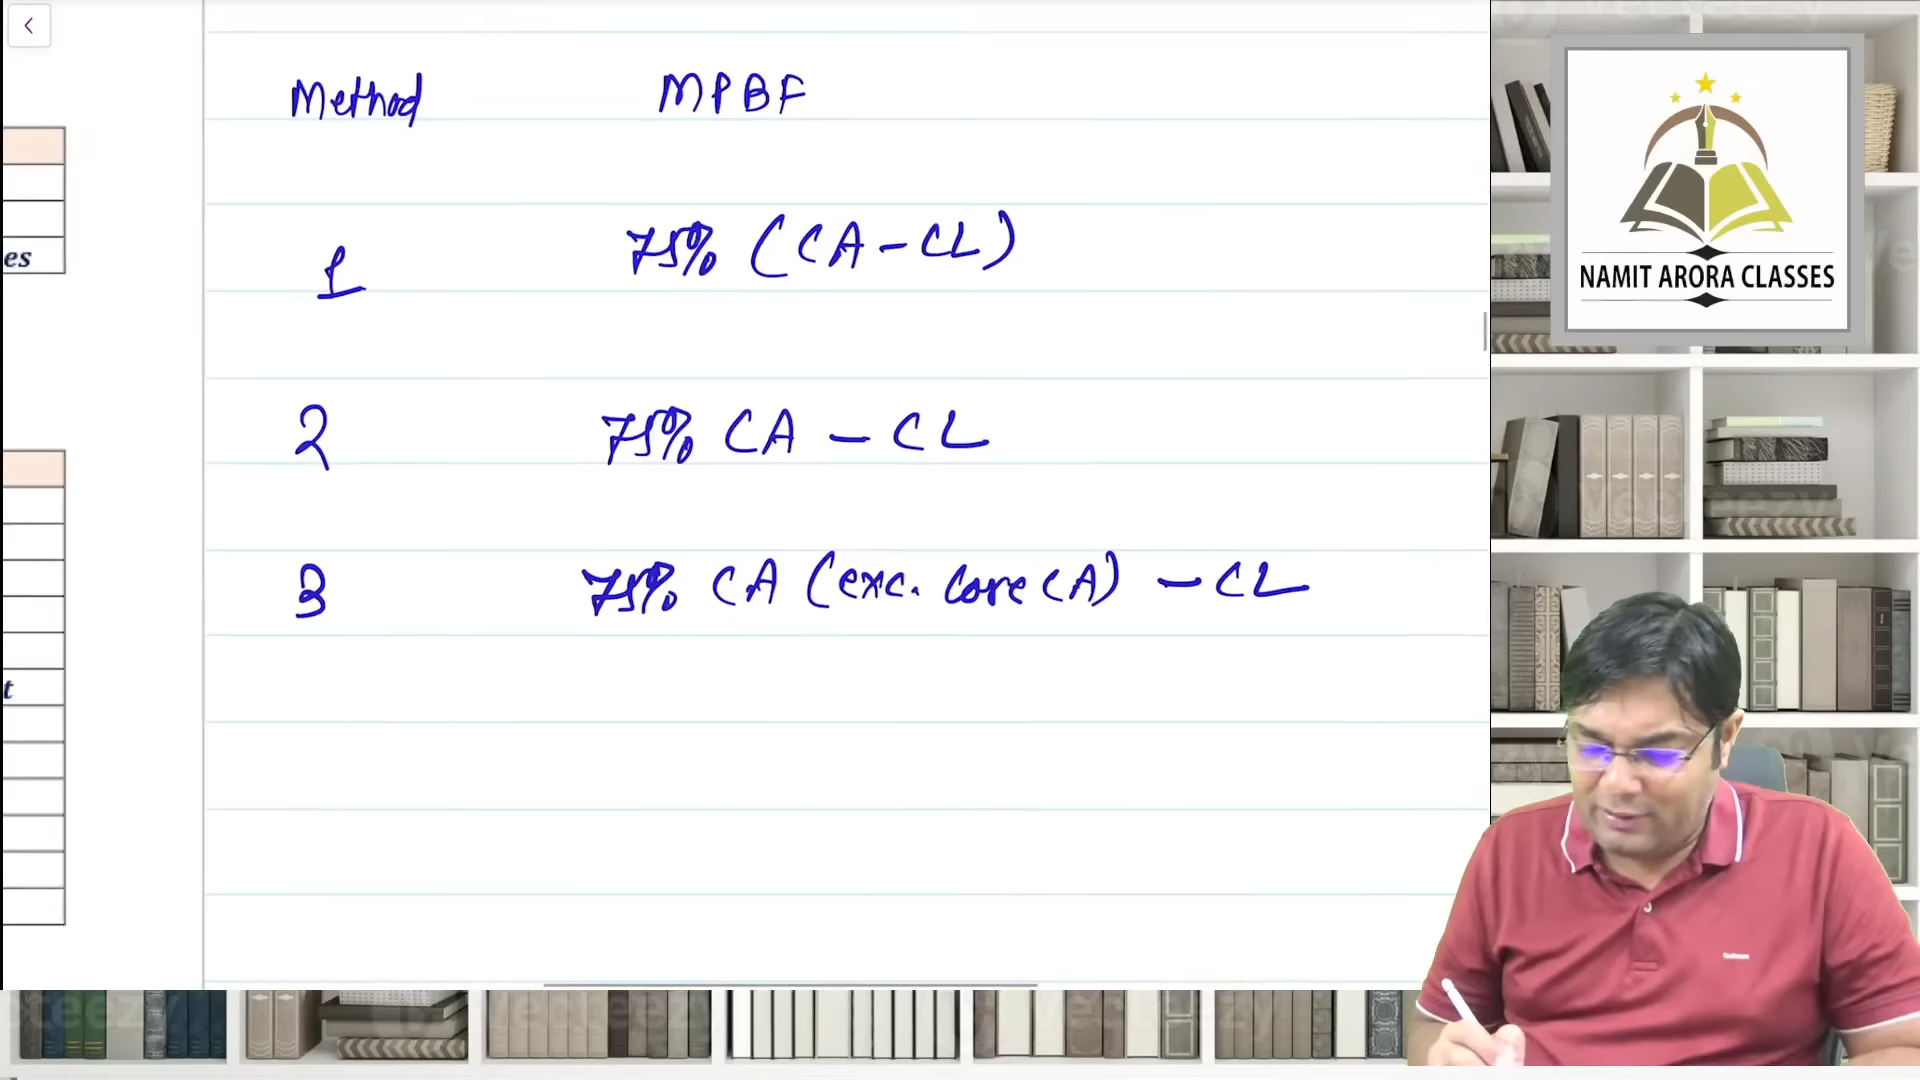 Method MPBF
1 75% (CA - CL)
2 75% CA - CL
3 75% CA (exc. Core CA) - CL
es
t
NAMIT ARORA CLASSES